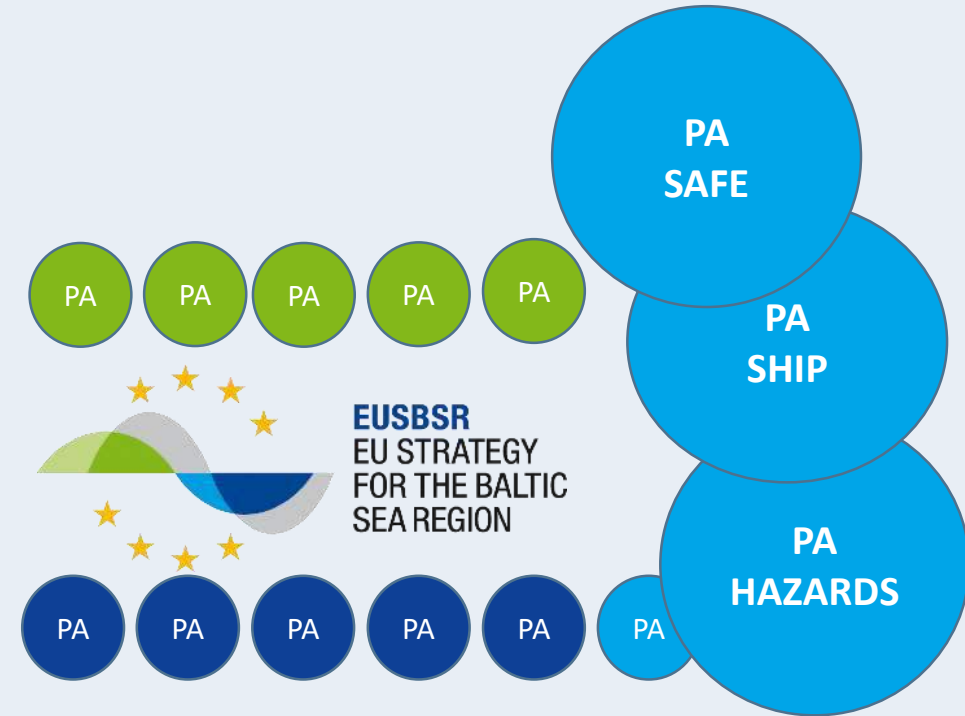 PA
SAFE
PA
PA
PA
PA
PA
PA
SHIP
EUSBSR
EU STRATEGY
FOR THE BALTIC
SEA REGION
PA
HAZARDS
PA
PA
PA
PA
PA
PA